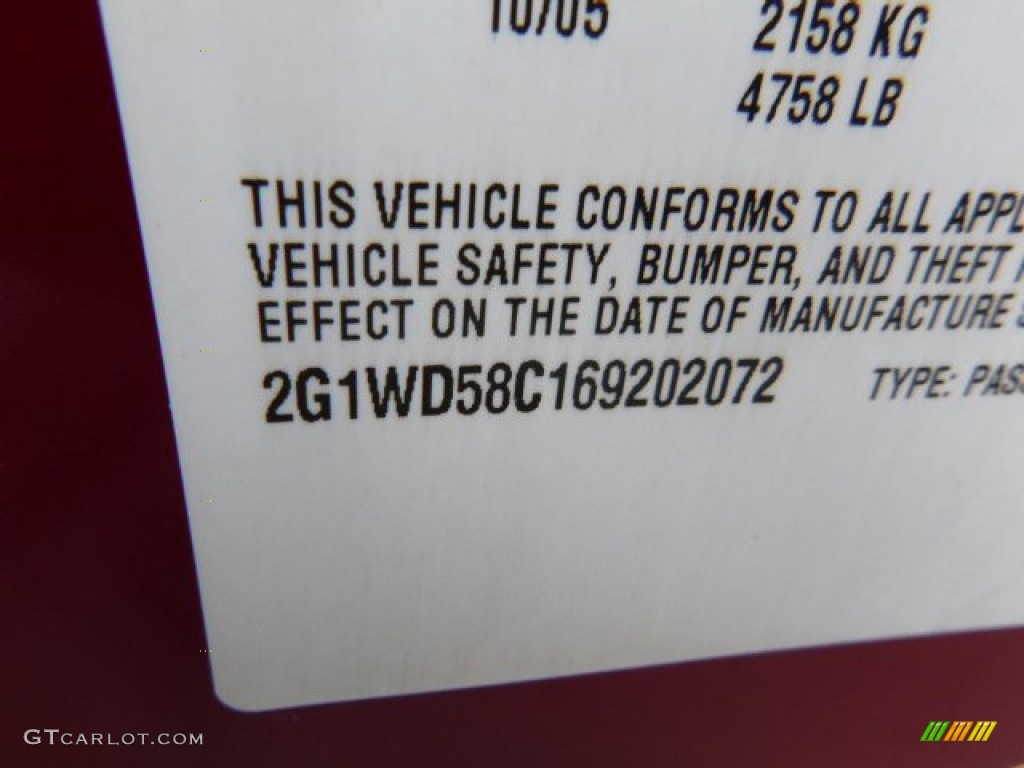 10/05 2158 KG
4758 LB
THIS VEHICLE CONFORMS TO ALL APPL
VEHICLE SAFETY, BUMPER, AND THEFT
EFFECT ON THE DATE OF MANUFACTURE
2G1WD58C169202072 TYPE: PAS
GTCARLOT.COM